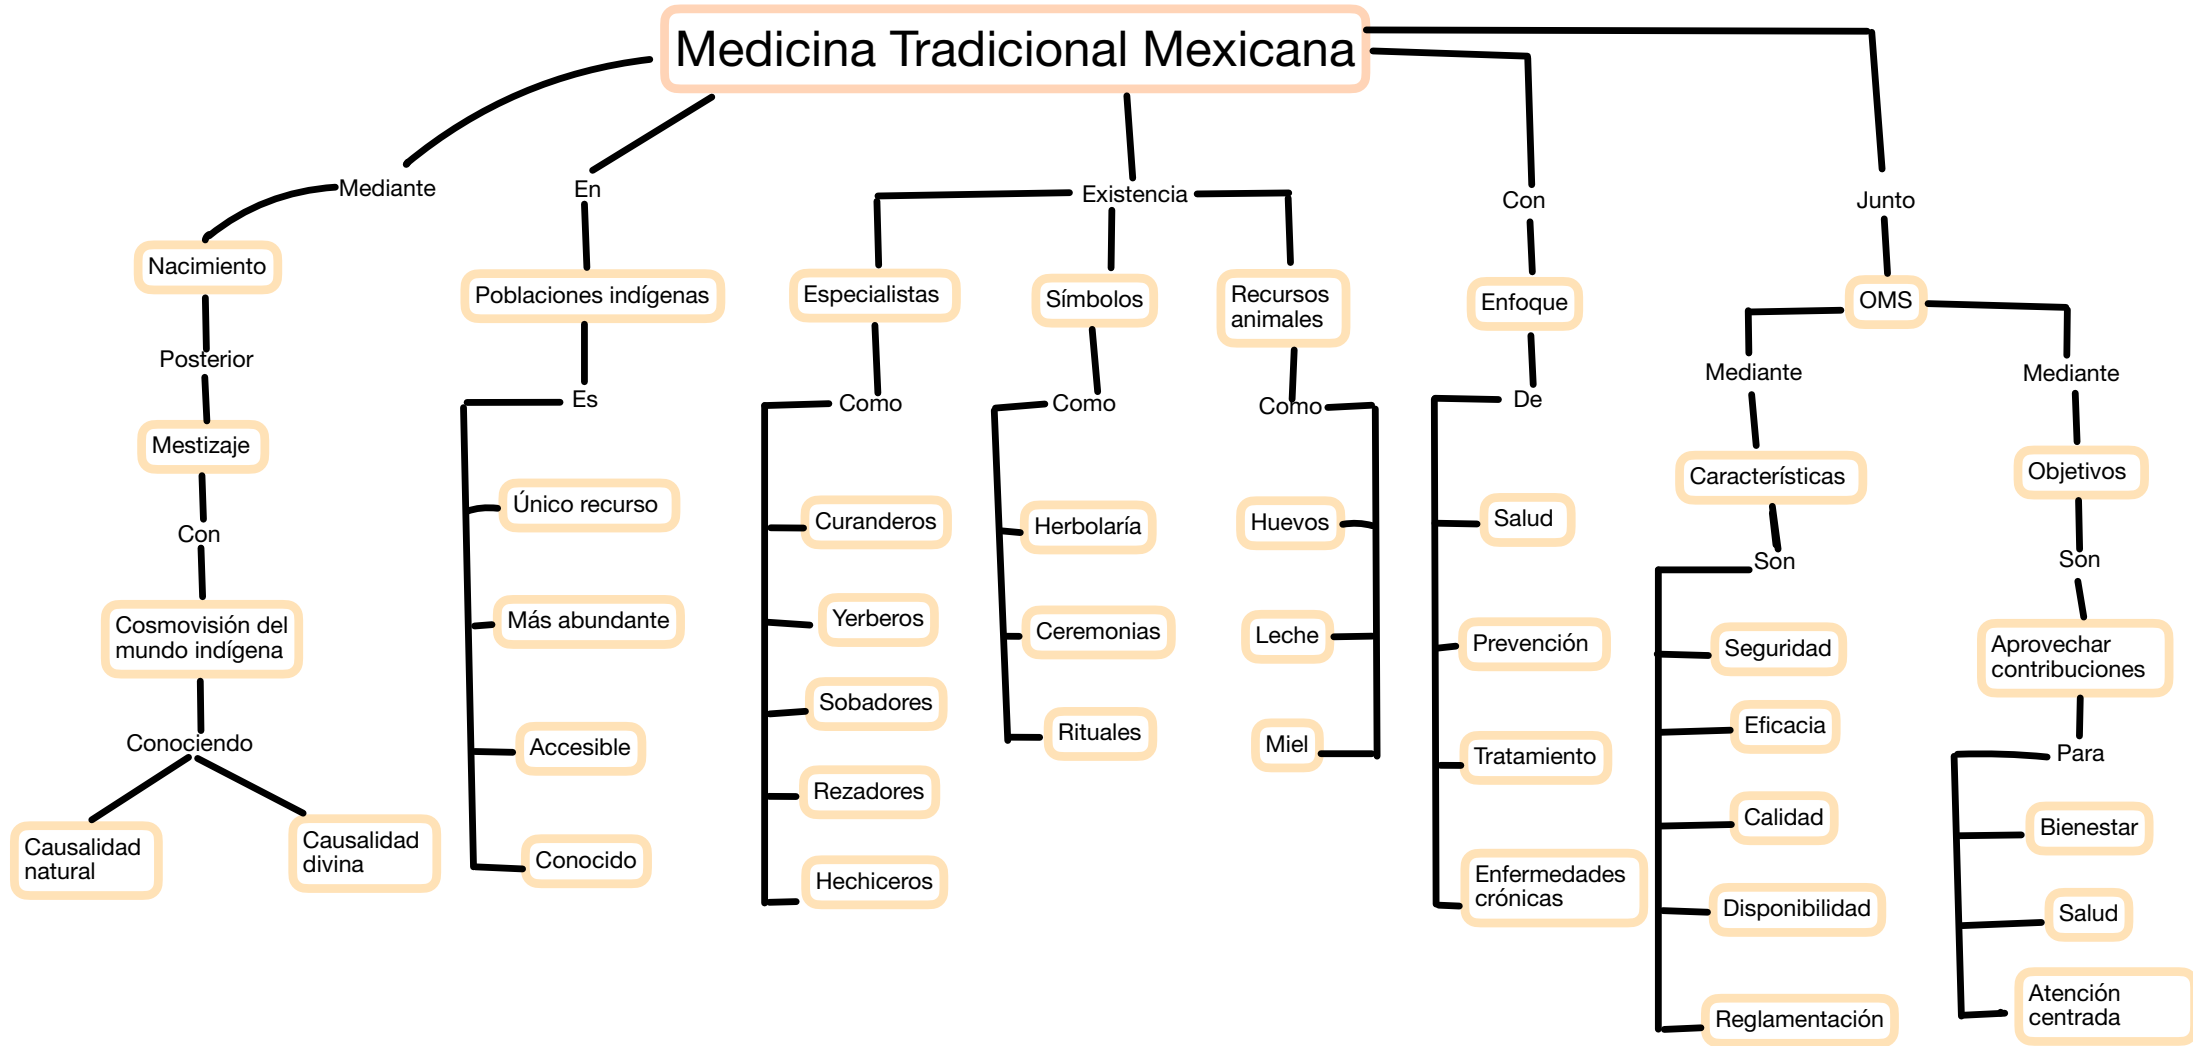 Medicina Tradicional Mexicana
Mediante
Nacimiento
Posterior
Mestizaje
Con
Cosmovisión del
mundo indígena
Conociendo
Causalidad
natural
Causalidad
divina
En
Poblaciones indígenas
Es
Único recurso
Más abundante
Accesible
Conocido
Existencia
Especialistas
Como
Curanderos
Yerberos
Sobadores
Rezadores
Hechiceros
Símbolos
Como
Herbolaría
Ceremonias
Rituales
Recursos
animales
Como
Huevos
Leche
Miel
Con
Enfoque
De
Salud
Prevención
Tratamiento
Enfermedades
crónicas
Junto
OMS
Mediante
Características
Son
Seguridad
Eficacia
Calidad
Disponibilidad
Reglamentación
Mediante
Objetivos
Son
Aprovechar
contribuciones
Para
Bienestar
Salud
Atención
centrada